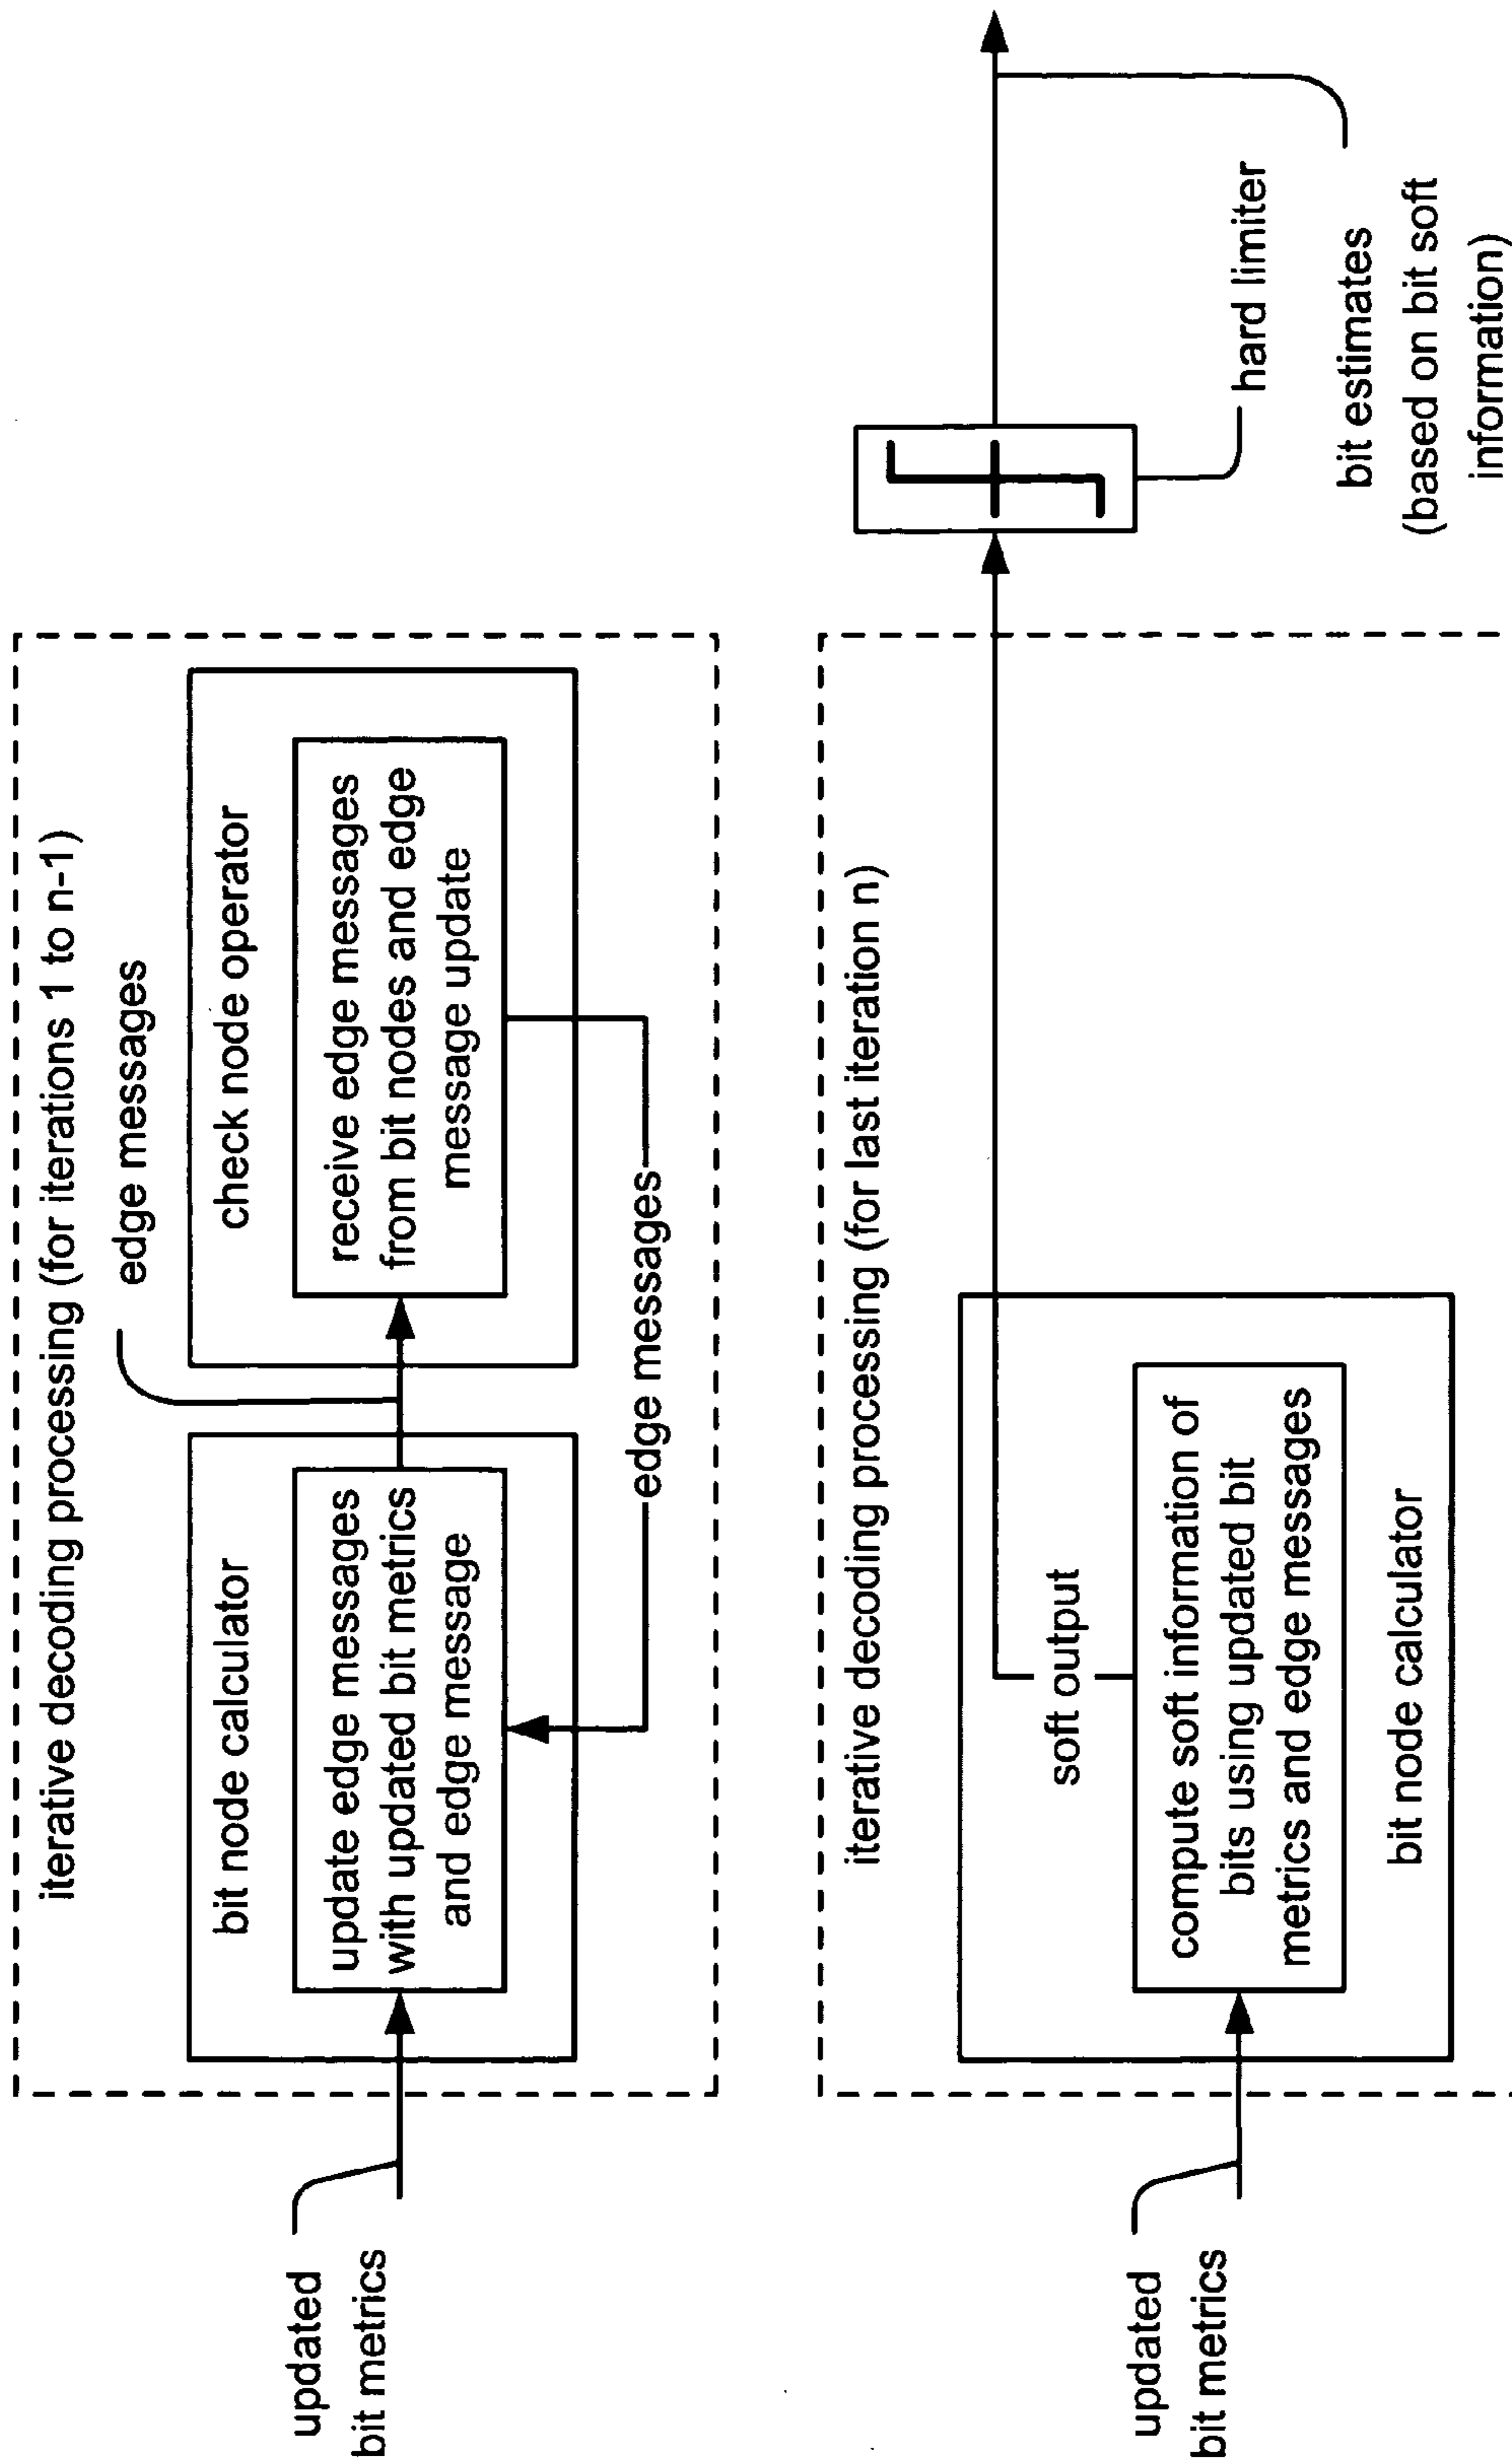 iterative decoding processing (for iterations 1 to n-1)
edge messages
bit node calculator
check node operator
update edge messages
with updated bit metrics
and edge message
receive edge messages
from bit nodes and edge
message update
edge messages
updated
bit metrics
iterative decoding processing (for last iteration n)
soft output
compute soft information of
bits using updated bit
metrics and edge messages
bit node calculator
updated
bit metrics
hard limiter
bit estimates
(based on bit soft
information)